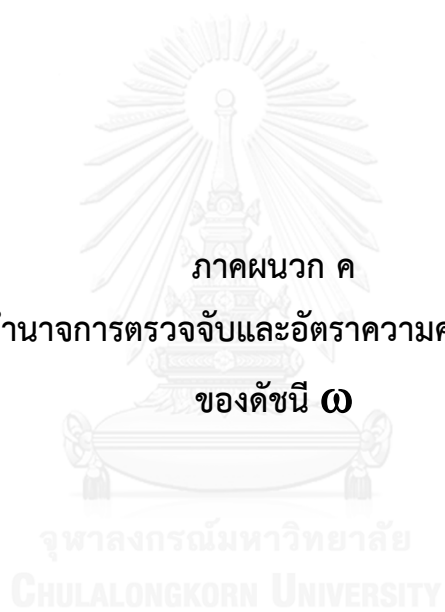 ภาคผนวก ค
นาจการตรวจจับและอัตราความค
ของดัชนี ω
จุฬาลงกรณ์มหาวิทยาลัย
CHULALONGKORN UNIVERSITY